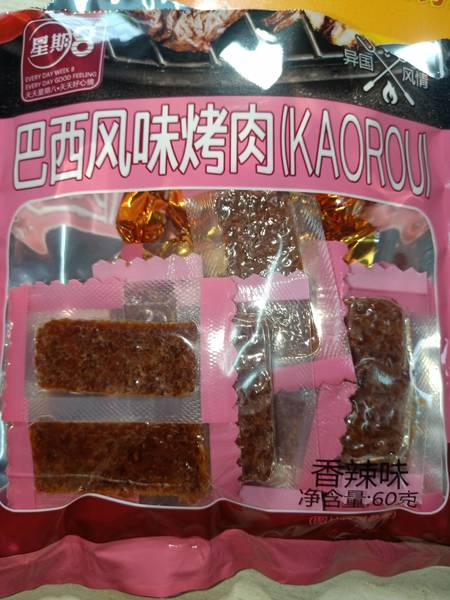 星期8
EVERY DAY WEEK 8
EVERY DAY GOOD FEELING
天天星期八·天天好心情
异国风情
巴西风味烤肉(KAOROU)
香辣味
净含量:60克